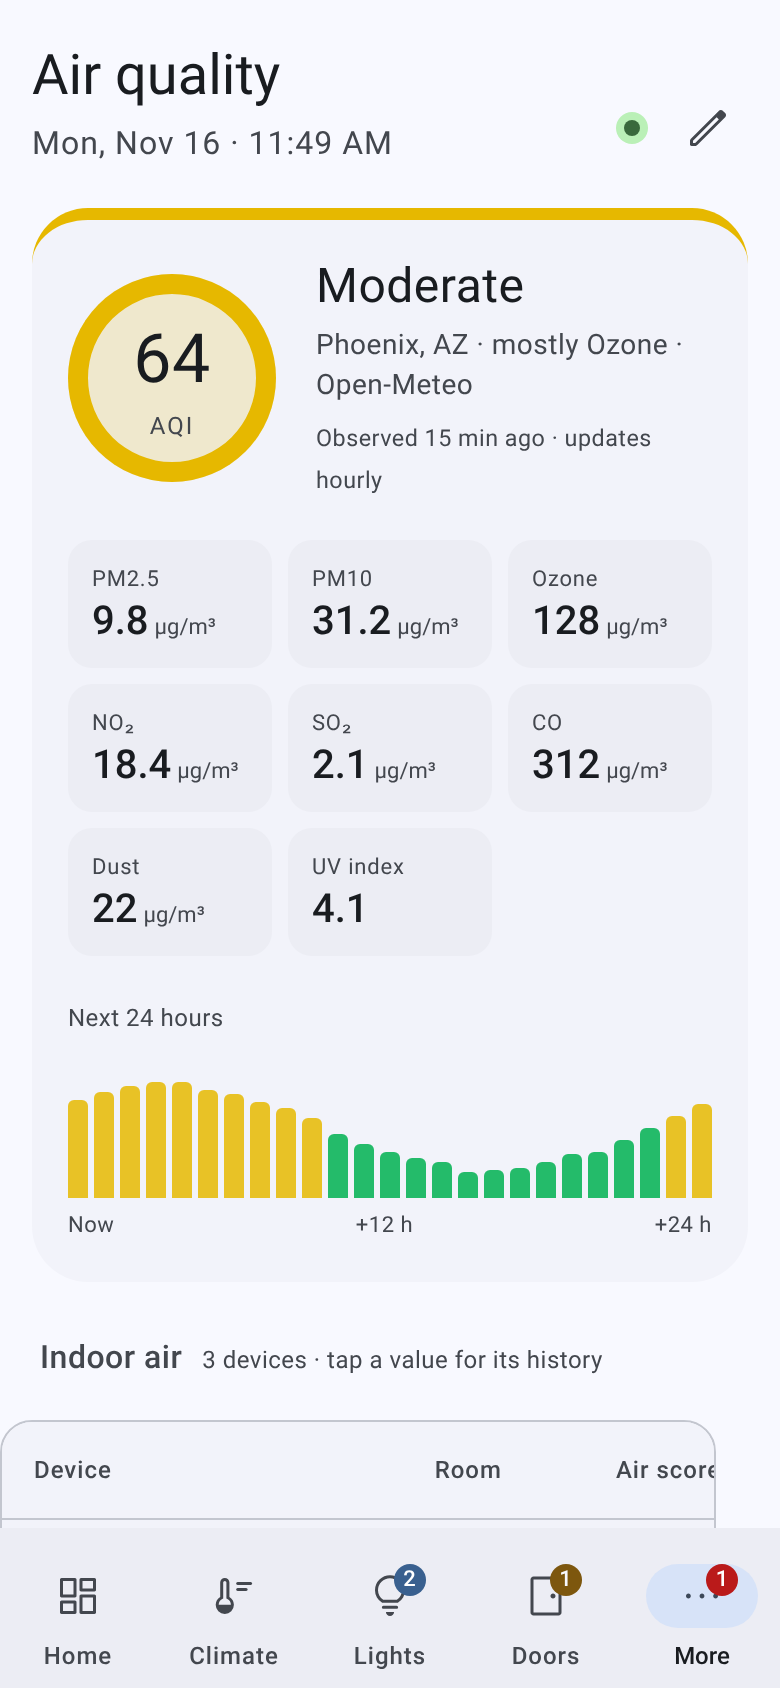 Air quality
Mon, Nov 16 · 11:49 AM
64
AQI
Moderate
Phoenix, AZ · mostly Ozone ·
Open-Meteo
Observed 15 min ago · updates
hourly
PM2.5
9.8 µg/m³
PM10
31.2 µg/m³
Ozone
128 µg/m³
NO₂
18.4 µg/m³
SO₂
2.1 µg/m³
CO
312 µg/m³
Dust
22 µg/m³
UV index
4.1
Next 24 hours
Now
+12 h
+24 h
Indoor air 3 devices · tap a value for its history
Device
Room
Air score
2
1
1
Home
Climate
Lights
Doors
More